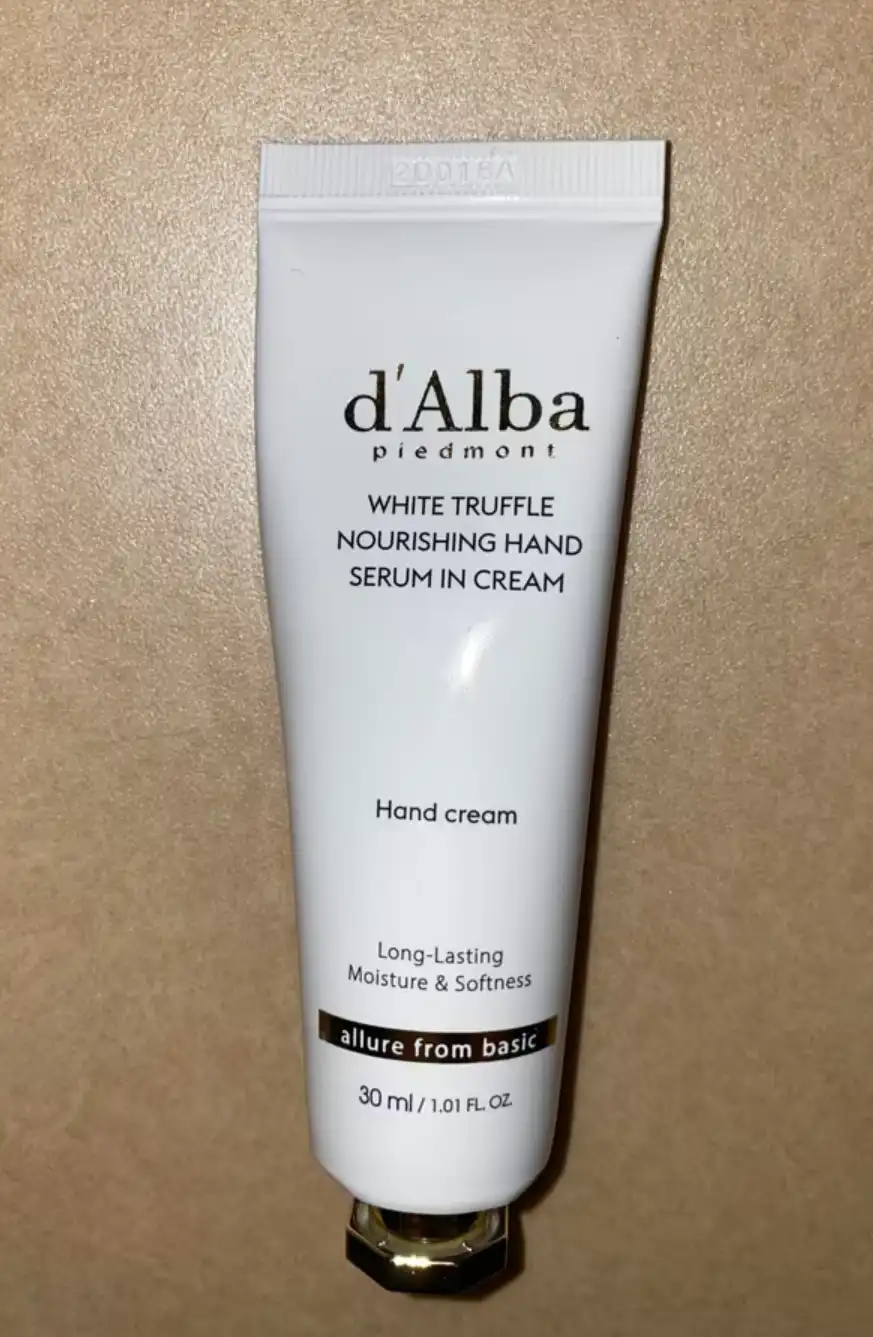 2D016A
d'Alba
piedmont
WHITE TRUFFLE
NOURISHING HAND
SERUM IN CREAM
Hand cream
Long-Lasting
Moisture & Softness
allure from basic
30 ml / 1.01 FL. OZ.